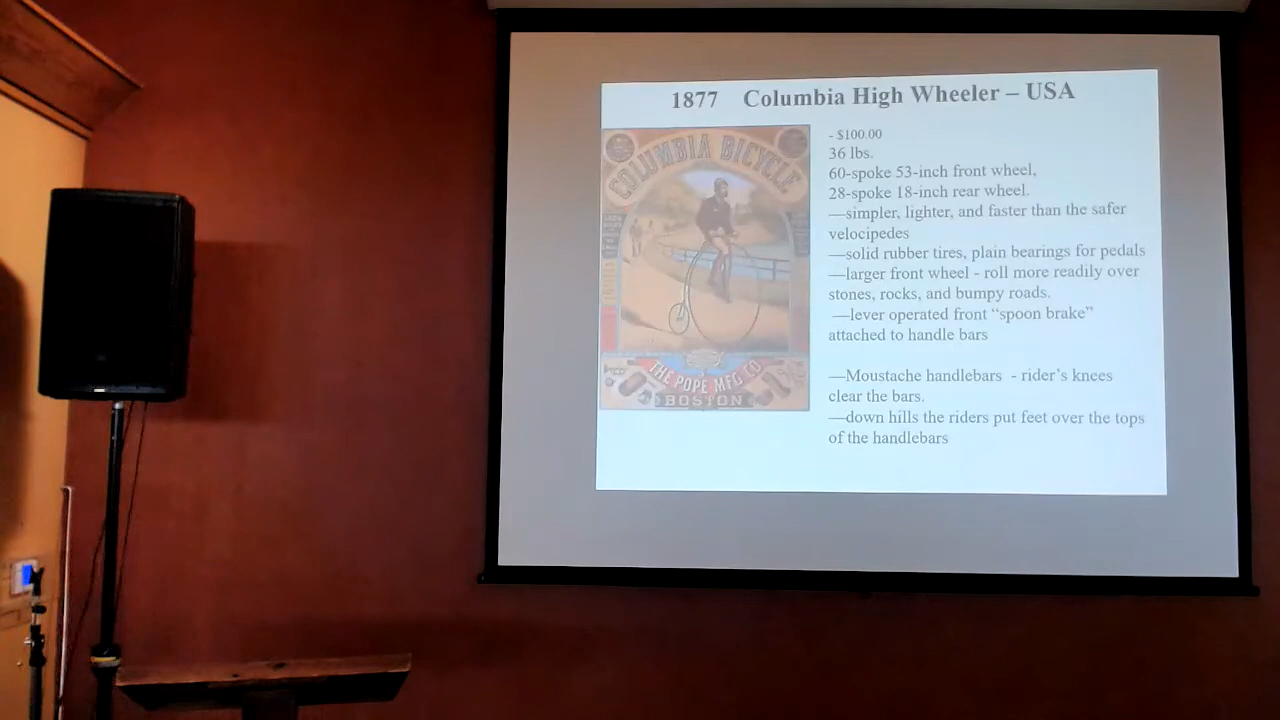 1877 Columbia High Wheeler – USA
COLUMBIA BICYCLE
THE POPE MFG CO
BOSTON
- $100.00
36 lbs.
60-spoke 53-inch front wheel,
28-spoke 18-inch rear wheel.
—simpler, lighter, and faster than the safer
velocipedes
—solid rubber tires, plain bearings for pedals
—larger front wheel - roll more readily over
stones, rocks, and bumpy roads.
—lever operated front “spoon brake”
attached to handle bars
—Moustache handlebars - rider’s knees
clear the bars.
—down hills the riders put feet over the tops
of the handlebars